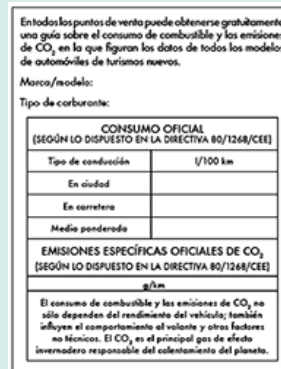 En todos los puntos de venta puede obtenerse gratuitamente
una guía sobre el consumo de combustible y las emisiones
de CO₂ en la que figuran los datos de todos los modelos
de automóviles de turismos nuevos.
Marca/modelo:
Tipo de carburante:
CONSUMO OFICIAL
(SEGÚN LO DISPUESTO EN LA DIRECTIVA 80/1268/CEE)
Tipo de conducción l/100 km
En ciudad
En carretera
Media ponderada
EMISIONES ESPECÍFICAS OFICIALES DE CO₂
(SEGÚN LO DISPUESTO EN LA DIRECTIVA 80/1268/CEE)
g/km
El consumo de combustible y las emisiones de CO₂ no
sólo dependen del rendimiento del vehículo; también
influyen el comportamiento al volante y otros factores
no técnicos. El CO₂ es el principal gas de efecto
invernadero responsable del calentamiento del planeta.